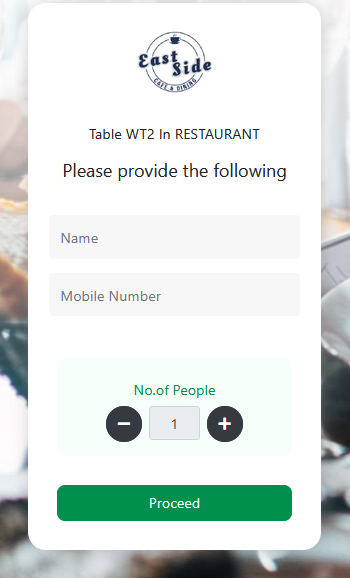 East
Side
CAFE & DINING
Table WT2 In RESTAURANT
Please provide the following
Name
Mobile Number
No.of People
1
Proceed